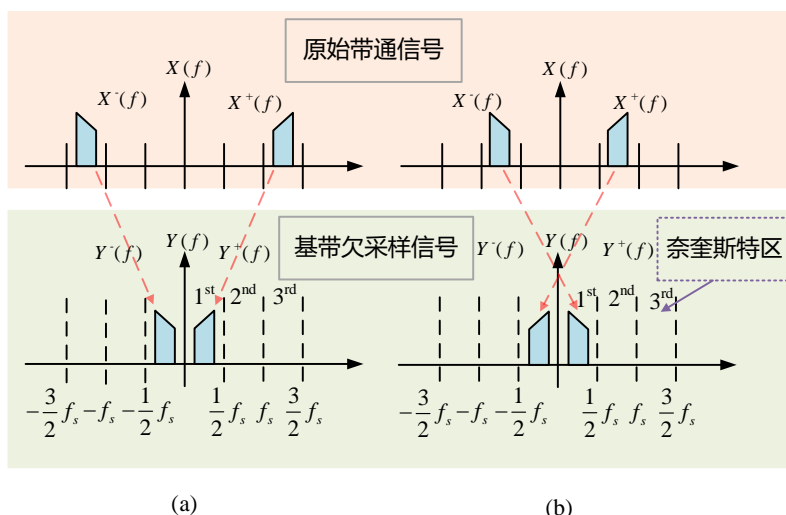 原始带通信号
X(f) X(f)
X⁻(f) X⁺(f) X⁻(f) X⁺(f)
基带欠采样信号
奈奎斯特区
Y⁻(f) Y(f) Y⁺(f) Y⁻(f) Y(f) Y⁺(f)
1st 2nd 3rd 1st 2nd 3rd
-3/2 fs -fs -1/2 fs 1/2 fs fs 3/2 fs -3/2 fs -fs -1/2 fs 1/2 fs fs 3/2 fs
(a) (b)